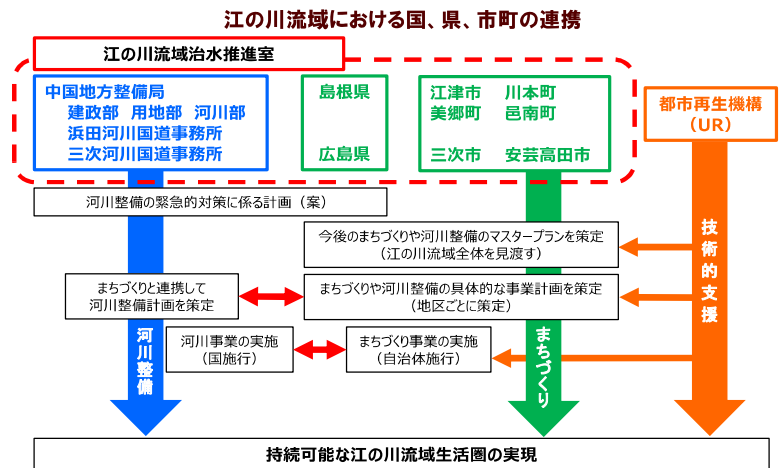 江の川流域における国、県、市町の連携
江の川流域治水推進室
中国地方整備局
建政部 用地部 河川部
浜田河川国道事務所
三次河川国道事務所
島根県
広島県
江津市 川本町
美郷町 邑南町
三次市 安芸高田市
都市再生機構
（UR）
河川整備の緊急的対策に係る計画（案）
今後のまちづくりや河川整備のマスタープランを策定
（江の川流域全体を見渡す）
まちづくりと連携して
河川整備計画を策定
まちづくりや河川整備の具体的な事業計画を策定
（地区ごとに策定）
河川事業の実施
（国施行）
まちづくり事業の実施
（自治体施行）
河川整備
まちづくり
技術的支援
持続可能な江の川流域生活圏の実現